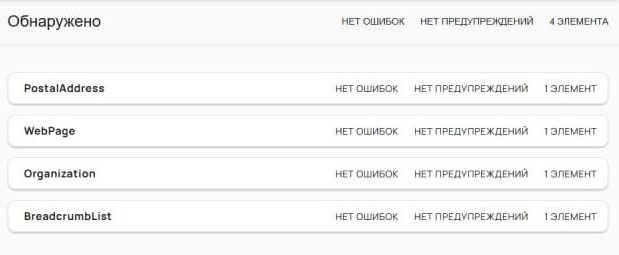 Обнаружено НЕТ ОШИБОК НЕТ ПРЕДУПРЕЖДЕНИЙ 4 ЭЛЕМЕНТА
PostalAddress НЕТ ОШИБОК НЕТ ПРЕДУПРЕЖДЕНИЙ 1 ЭЛЕМЕНТ
WebPage НЕТ ОШИБОК НЕТ ПРЕДУПРЕЖДЕНИЙ 1 ЭЛЕМЕНТ
Organization НЕТ ОШИБОК НЕТ ПРЕДУПРЕЖДЕНИЙ 1 ЭЛЕМЕНТ
BreadcrumbList НЕТ ОШИБОК НЕТ ПРЕДУПРЕЖДЕНИЙ 1 ЭЛЕМЕНТ